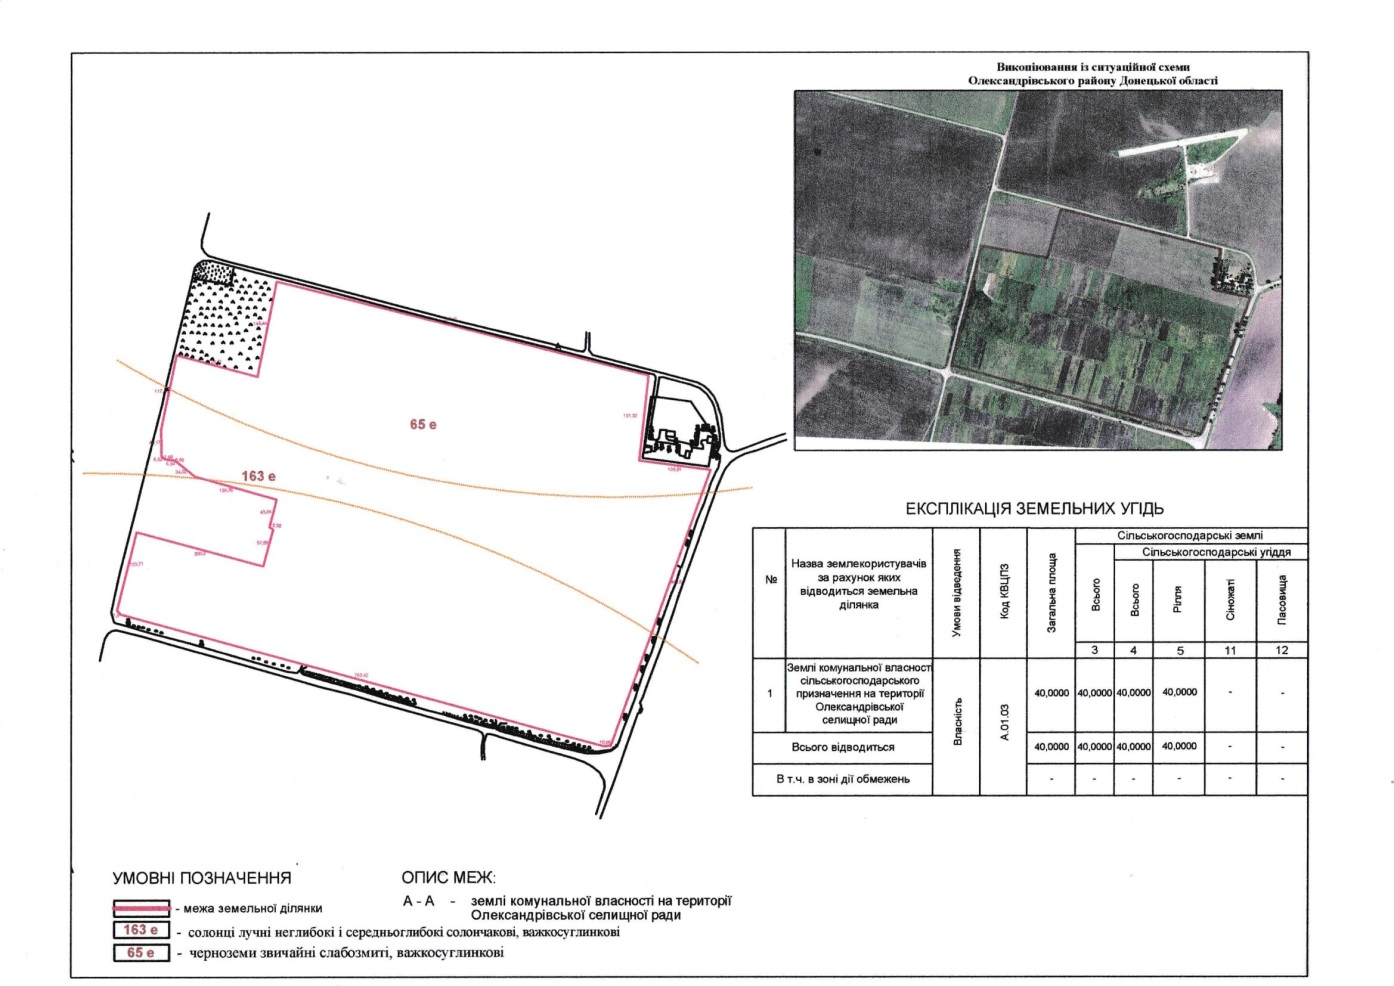 Викопіювання із ситуаційної схеми
Олександрівського району Донецької області
65 е
163 е
131,32
ЕКСПЛІКАЦІЯ ЗЕМЕЛЬНИХ УГІДЬ
№
Назва землекористувачів
за рахунок яких
відводиться земельна
ділянка
Умови відведення
Код КВЦПЗ
Загальна площа
Сільськогосподарські землі
Всього
Сільськогосподарські угіддя
Всього
Рілля
Сіножаті
Пасовища
3 4 5 11 12
1
Землі комунальної власності
сільськогосподарського
призначення на території
Олександрівської
селищної ради
Власність
А.01.03
40,0000 40,0000 40,0000 40,0000 - -
Всього відводиться
40,0000 40,0000 40,0000 40,0000 - -
В т.ч. в зоні дії обмежень
- - - - - -
УМОВНІ ПОЗНАЧЕННЯ
- межа земельної ділянки
163 е - солонці лучні неглибокі і середньоглибокі солончакові, важкосуглинкові
65 е - черноземи звичайні слабозмиті, важкосуглинкові
ОПИС МЕЖ:
А - А - землі комунальної власності на території
Олександрівської селищної ради